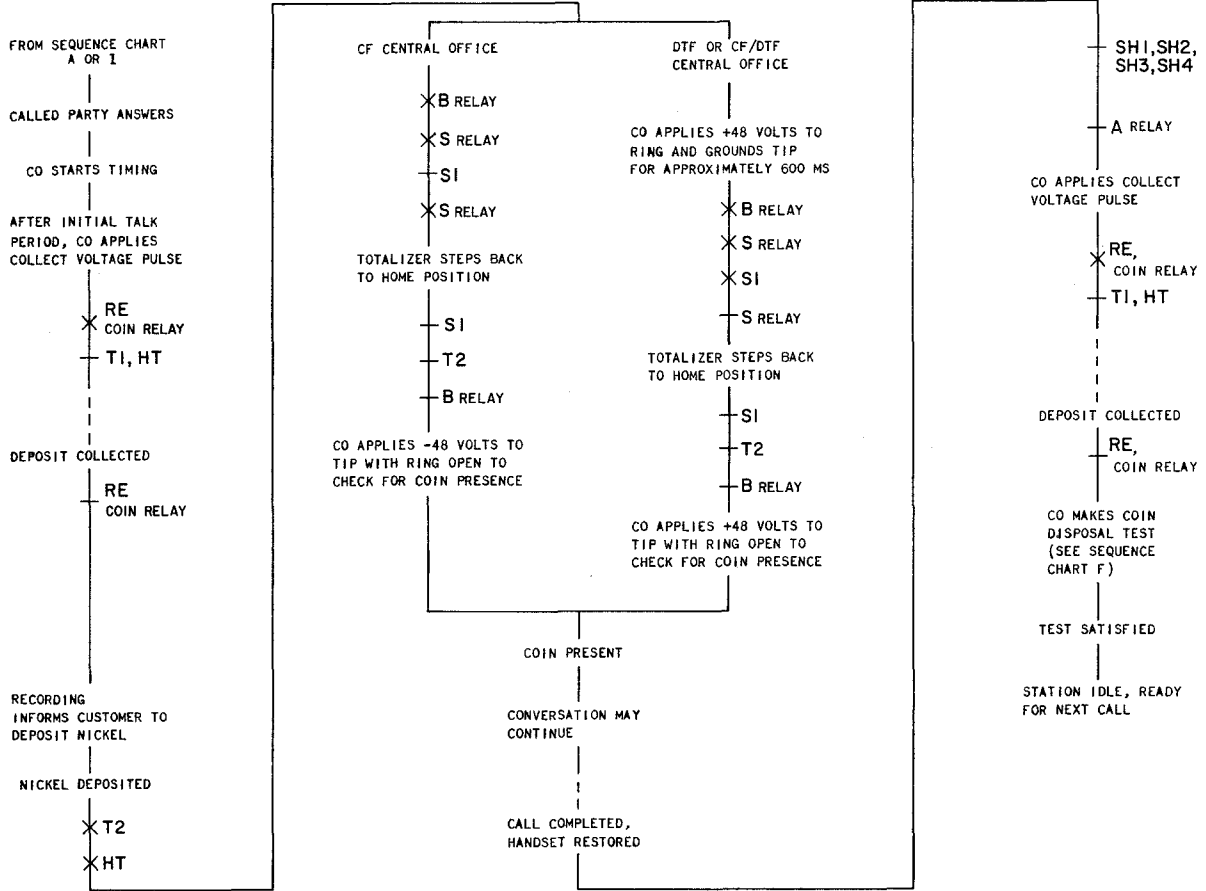 FROM SEQUENCE CHART
A OR I
CALLED PARTY ANSWERS
CO STARTS TIMING
AFTER INITIAL TALK
PERIOD, CO APPLIES
COLLECT VOLTAGE PULSE
RE
COIN RELAY
T1, HT
DEPOSIT COLLECTED
RE
COIN RELAY
RECORDING
INFORMS CUSTOMER TO
DEPOSIT NICKEL
NICKEL DEPOSITED
T2
HT
CF CENTRAL OFFICE
B RELAY
S RELAY
S1
S RELAY
TOTALIZER STEPS BACK
TO HOME POSITION
S1
T2
B RELAY
CO APPLIES -48 VOLTS TO
TIP WITH RING OPEN TO
CHECK FOR COIN PRESENCE
DTF OR CF/DTF
CENTRAL OFFICE
CO APPLIES +48 VOLTS TO
RING AND GROUNDS TIP
FOR APPROXIMATELY 600 MS
B RELAY
S RELAY
S1
S RELAY
TOTALIZER STEPS BACK
TO HOME POSITION
S1
T2
B RELAY
CO APPLIES +48 VOLTS TO
TIP WITH RING OPEN TO
CHECK FOR COIN PRESENCE
COIN PRESENT
CONVERSATION MAY
CONTINUE
CALL COMPLETED,
HANDSET RESTORED
SH1,SH2,
SH3,SH4
A RELAY
CO APPLIES COLLECT
VOLTAGE PULSE
RE,
COIN RELAY
T1, HT
DEPOSIT COLLECTED
RE,
COIN RELAY
CO MAKES COIN
DISPOSAL TEST
(SEE SEQUENCE
CHART F)
TEST SATISFIED
STATION IDLE, READY
FOR NEXT CALL